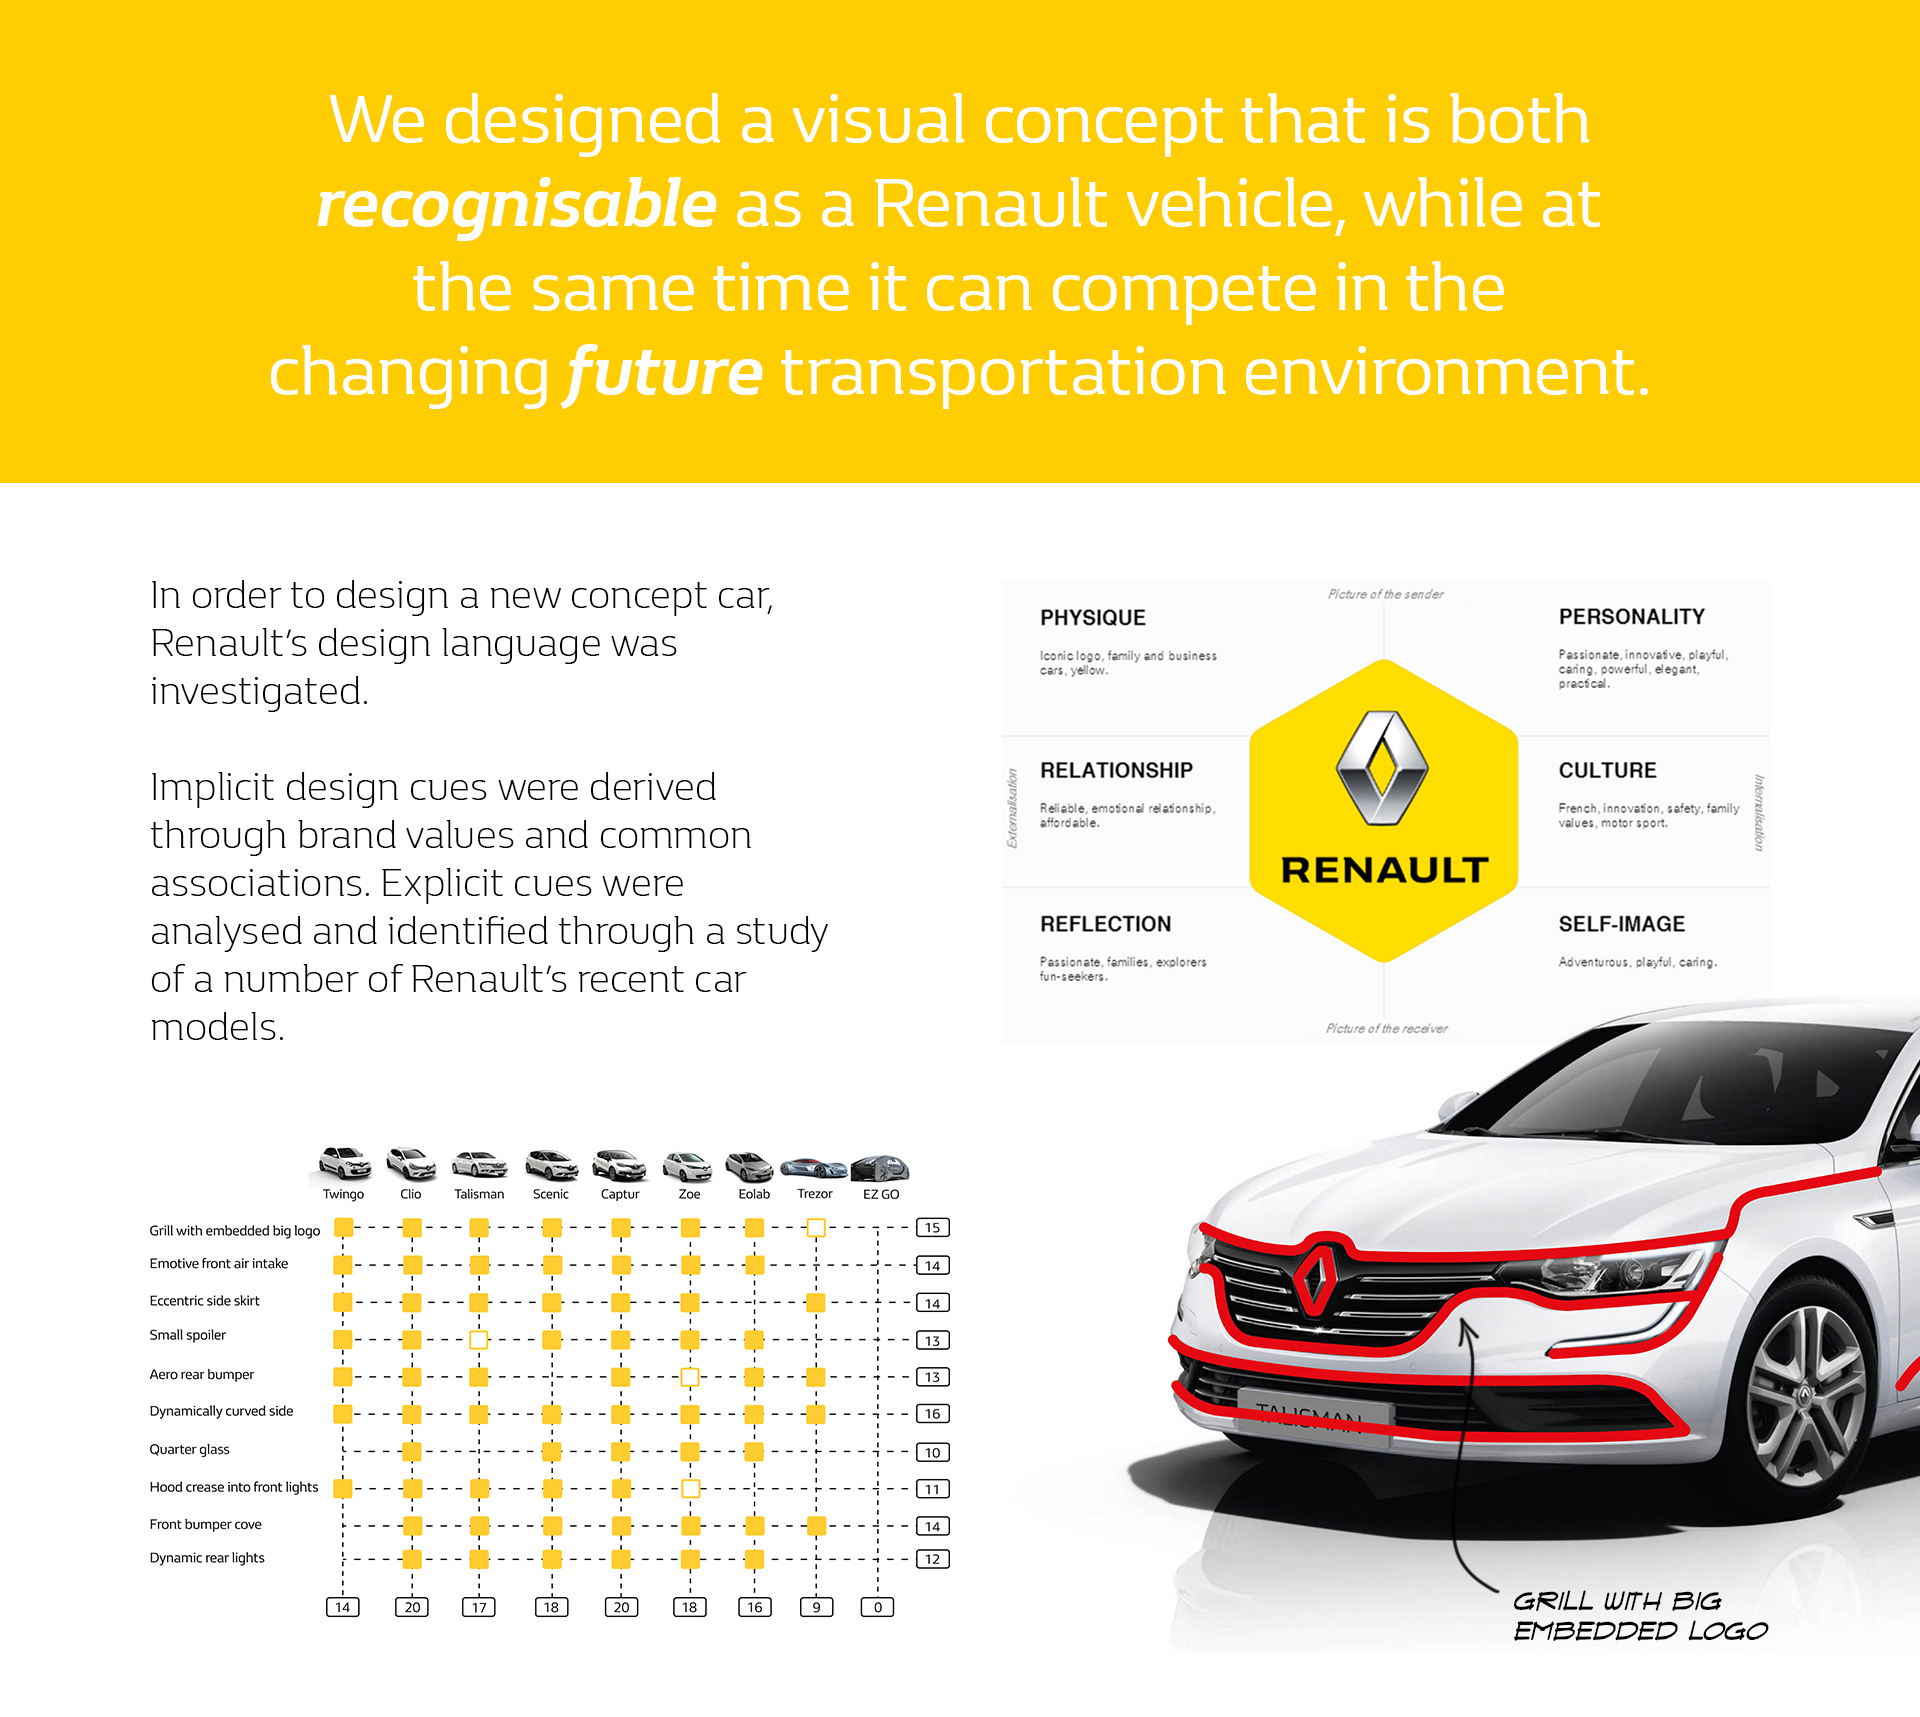 We designed a visual concept that is both
recognisable as a Renault vehicle, while at
the same time it can compete in the
changing future transportation environment.
In order to design a new concept car,
Renault's design language was
investigated.
Implicit design cues were derived
through brand values and common
associations. Explicit cues were
analysed and identified through a study
of a number of Renault's recent car
models.
Picture of the sender
PHYSIQUE
Iconic logo, family and business
cars, yellow.
PERSONALITY
Passionate, innovative, playful,
caring, powerful, elegant,
practical.
Externalisation
RELATIONSHIP
Reliable, emotional relationship,
affordable.
RENAULT
CULTURE
French, innovation, safety, family
values, motor sport.
Internalisation
REFLECTION
Passionate, families, explorers
fun-seekers.
SELF-IMAGE
Adventurous, playful, caring.
Picture of the receiver
Twingo Clio Talisman Scenic Captur Zoe Eolab Trezor EZ GO
Grill with embedded big logo 15
Emotive front air intake 14
Eccentric side skirt 14
Small spoiler 13
Aero rear bumper 13
Dynamically curved side 16
Quarter glass 10
Hood crease into front lights 11
Front bumper cove 14
Dynamic rear lights 12
14 20 17 18 20 18 16 9 0
TALISMAN
GRILL WITH BIG
EMBEDDED LOGO